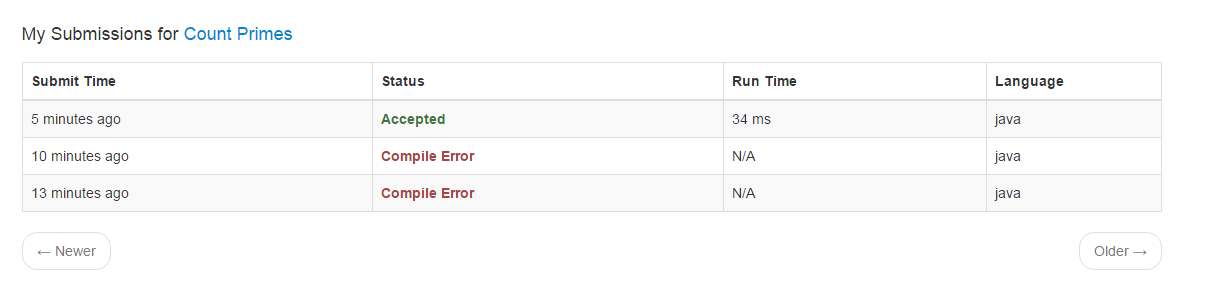 My Submissions for Count Primes
Submit Time Status Run Time Language
5 minutes ago Accepted 34 ms java
10 minutes ago Compile Error N/A java
13 minutes ago Compile Error N/A java
← Newer Older →